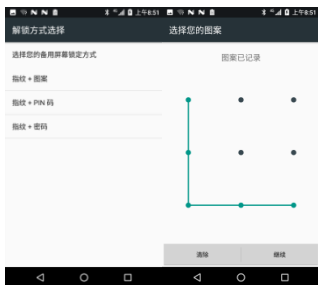 上午8:51
解锁方式选择
选择您的备用屏幕锁定方式
指纹 + 图案
指纹 + PIN 码
指纹 + 密码
上午8:51
选择您的图案
图案已记录
清除
继续